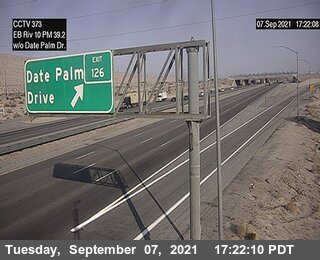 CCTV 373
EB Riv 10 PM 39.2
w/o Date Palm Dr.
07.Sep 2021 17:22:08
Date Palm
Drive
EXIT
126
Tuesday, September 07, 2021 17:22:10 PDT